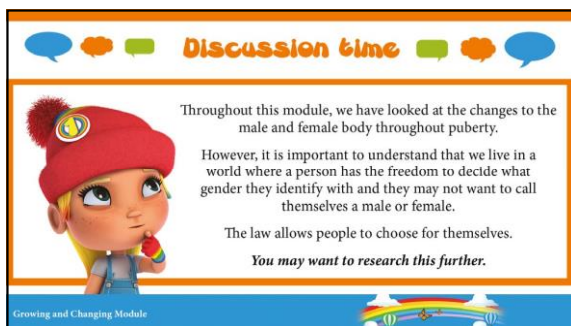 Discussion time
Throughout this module, we have looked at the changes to the
male and female body throughout puberty.
However, it is important to understand that we live in a
world where a person has the freedom to decide what
gender they identify with and they may not want to call
themselves a male or female.
The law allows people to choose for themselves.
You may want to research this further.
Growing and Changing Module